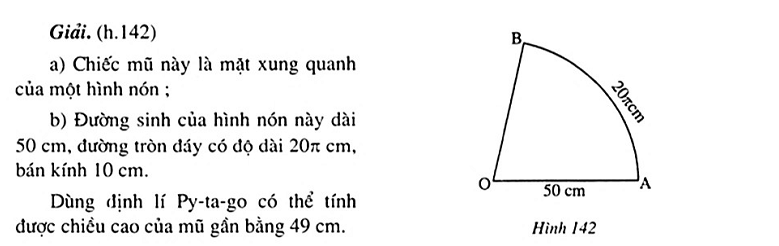 Giải. (h.142)
a) Chiếc mũ này là mặt xung quanh
của một hình nón ;
b) Đường sinh của hình nón này dài
50 cm, đường tròn đáy có độ dài 20π cm,
bán kính 10 cm.
Dùng định lí Py-ta-go có thể tính
được chiều cao của mũ gần bằng 49 cm.
B
20πcm
O
50 cm
A
Hình 142